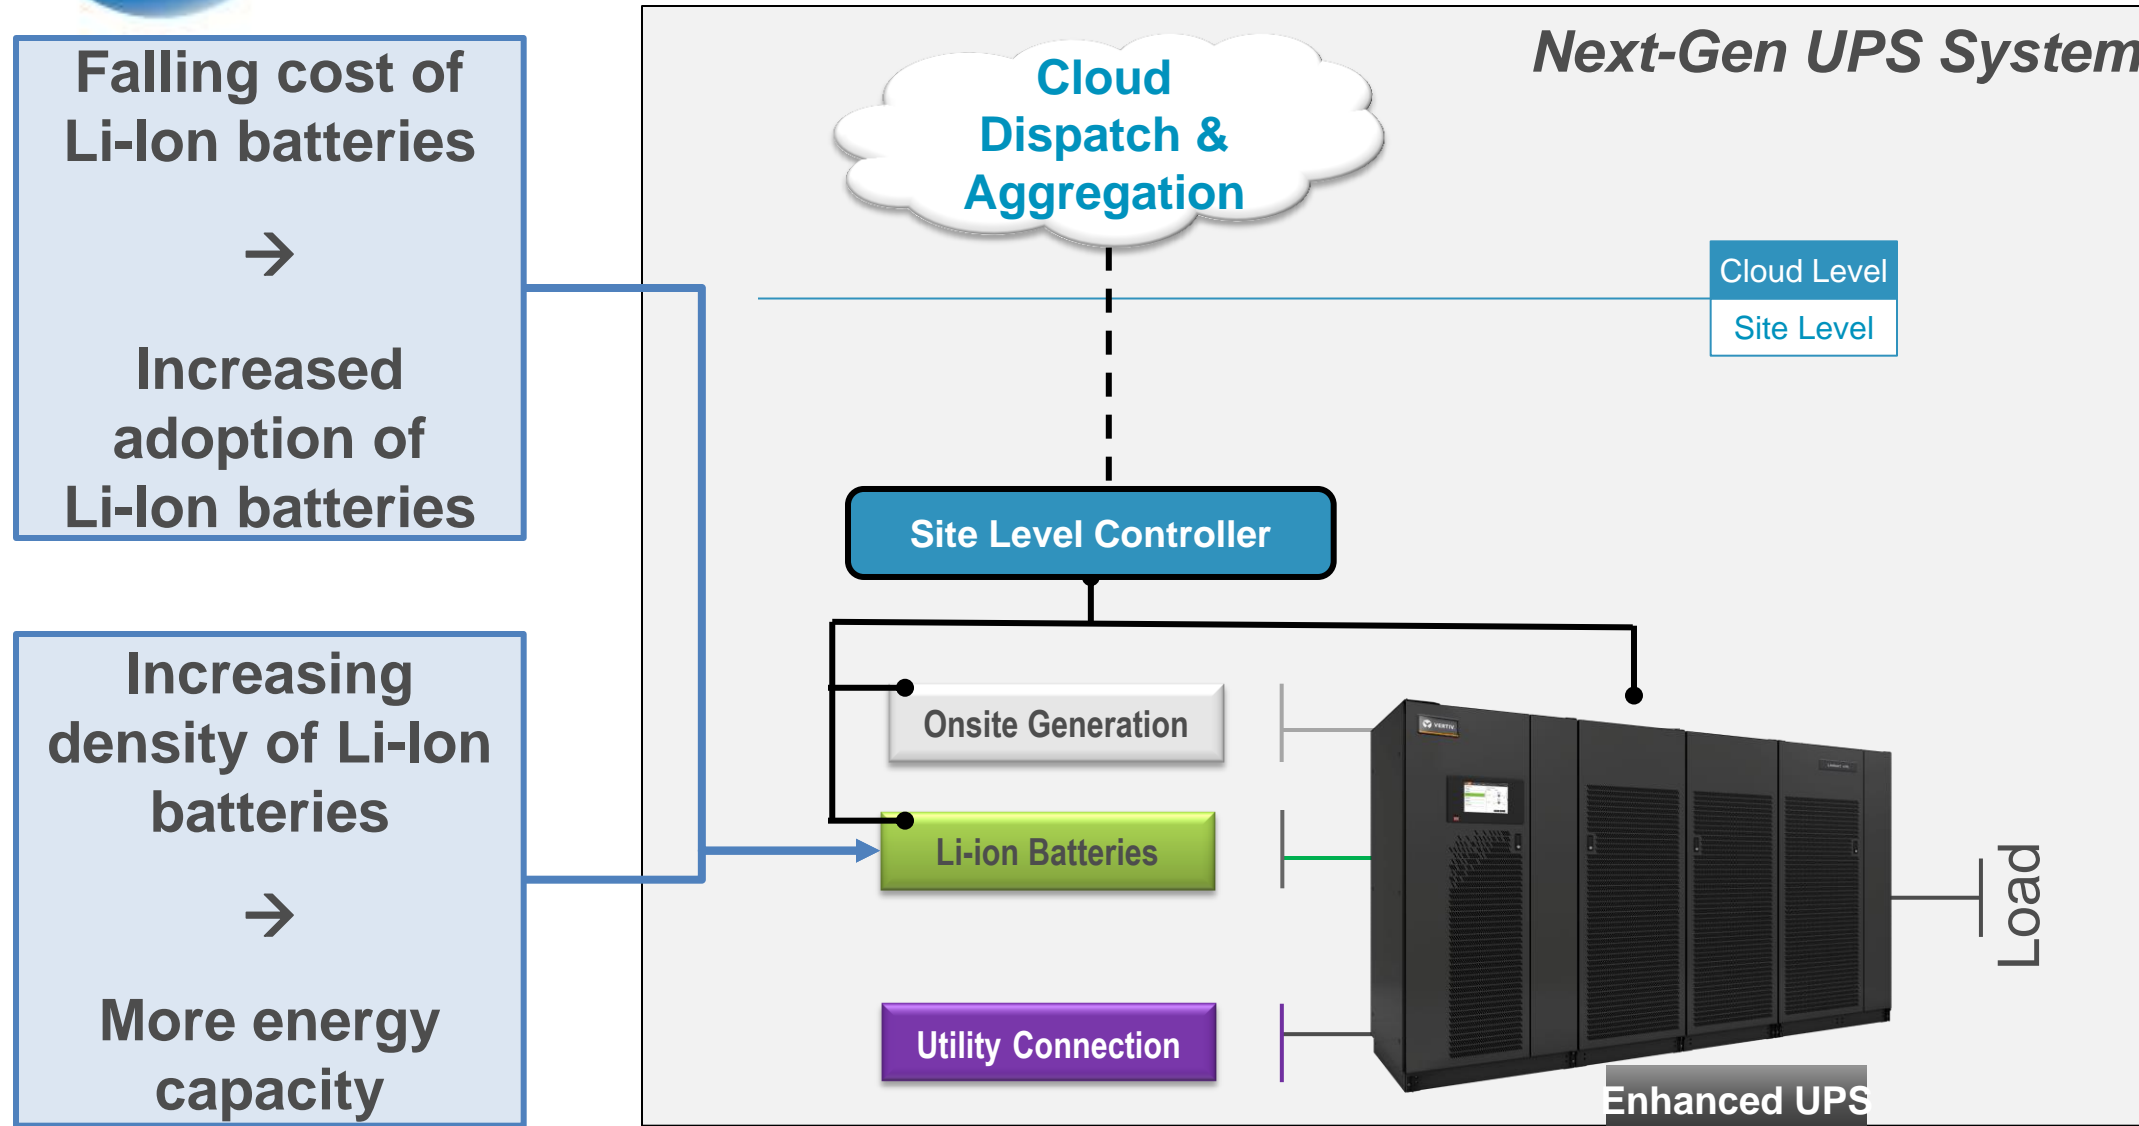 Falling cost of
Li-Ion batteries
→
Increased
adoption of
Li-Ion batteries
Increasing
density of Li-Ion
batteries
→
More energy
capacity
Next-Gen UPS System
Cloud
Dispatch &
Aggregation
Cloud Level
Site Level
Site Level Controller
Onsite Generation
Li-ion Batteries
Utility Connection
VERTIV
Load
Enhanced UPS